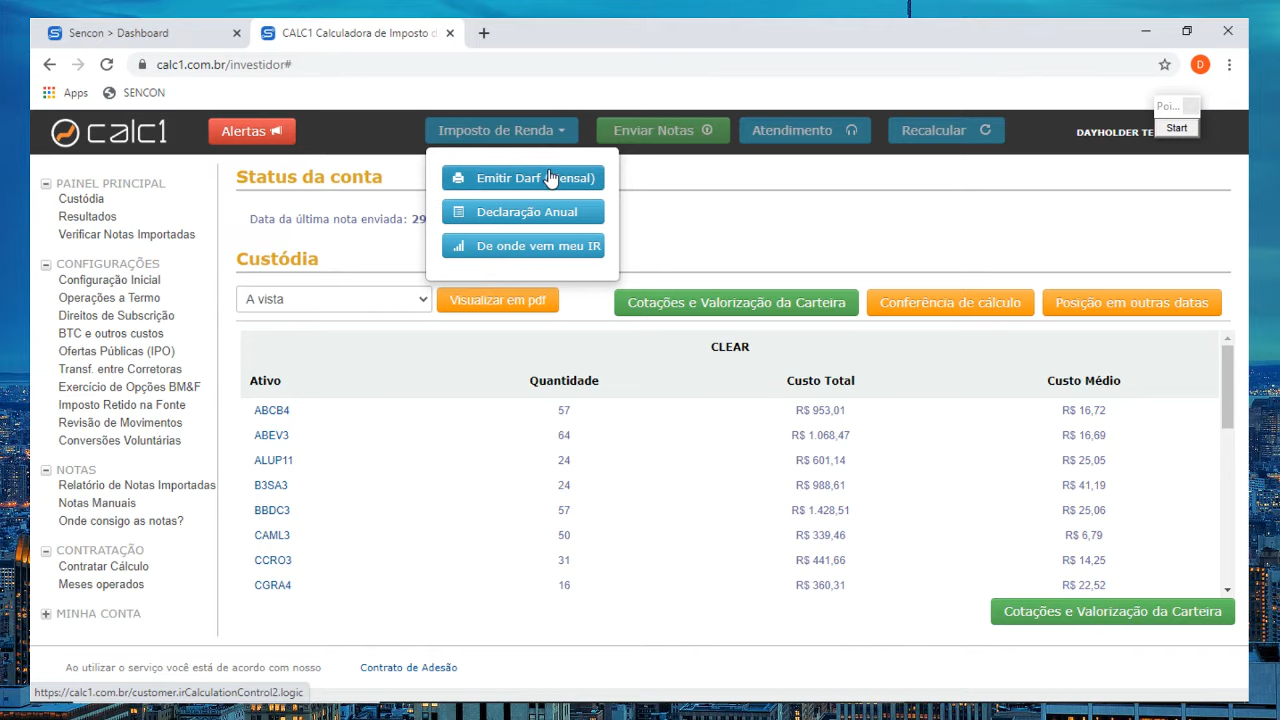 Sencon > Dashboard
CALC1 Calculadora de Imposto d
calc1.com.br/investidor#
D
Apps
SENCON
Poi...
Start
calc1
Alertas
Imposto de Renda
Enviar Notas
Atendimento
Recalcular
DAYHOLDER TE
Emitir Darf ensal)
Declaração Anual
De onde vem meu IR
PAINEL PRINCIPAL
Custódia
Resultados
Verificar Notas Importadas
CONFIGURAÇÕES
Configuração Inicial
Operações a Termo
Direitos de Subscrição
BTC e outros custos
Ofertas Públicas (IPO)
Transf. entre Corretoras
Exercício de Opções BM&F
Imposto Retido na Fonte
Revisão de Movimentos
Conversões Voluntárias
NOTAS
Relatório de Notas Importadas
Notas Manuais
Onde consigo as notas?
CONTRATAÇÃO
Contratar Cálculo
Meses operados
MINHA CONTA
Status da conta
Data da última nota enviada: 29
Custódia
A vista
Visualizar em pdf
Cotações e Valorização da Carteira
Conferência de cálculo
Posição em outras datas
CLEAR
Ativo Quantidade Custo Total Custo Médio
ABCB4 57 R$ 953,01 R$ 16,72
ABEV3 64 R$ 1.068,47 R$ 16,69
ALUP11 24 R$ 601,14 R$ 25,05
B3SA3 24 R$ 988,61 R$ 41,19
BBDC3 57 R$ 1.428,51 R$ 25,06
CAML3 50 R$ 339,46 R$ 6,79
CCRO3 31 R$ 441,66 R$ 14,25
CGRA4 16 R$ 360,31 R$ 22,52
Cotações e Valorização da Carteira
Ao utilizar o serviço você está de acordo com nosso
Contrato de Adesão
https://calc1.com.br/customer.irCalculationControl2.logic